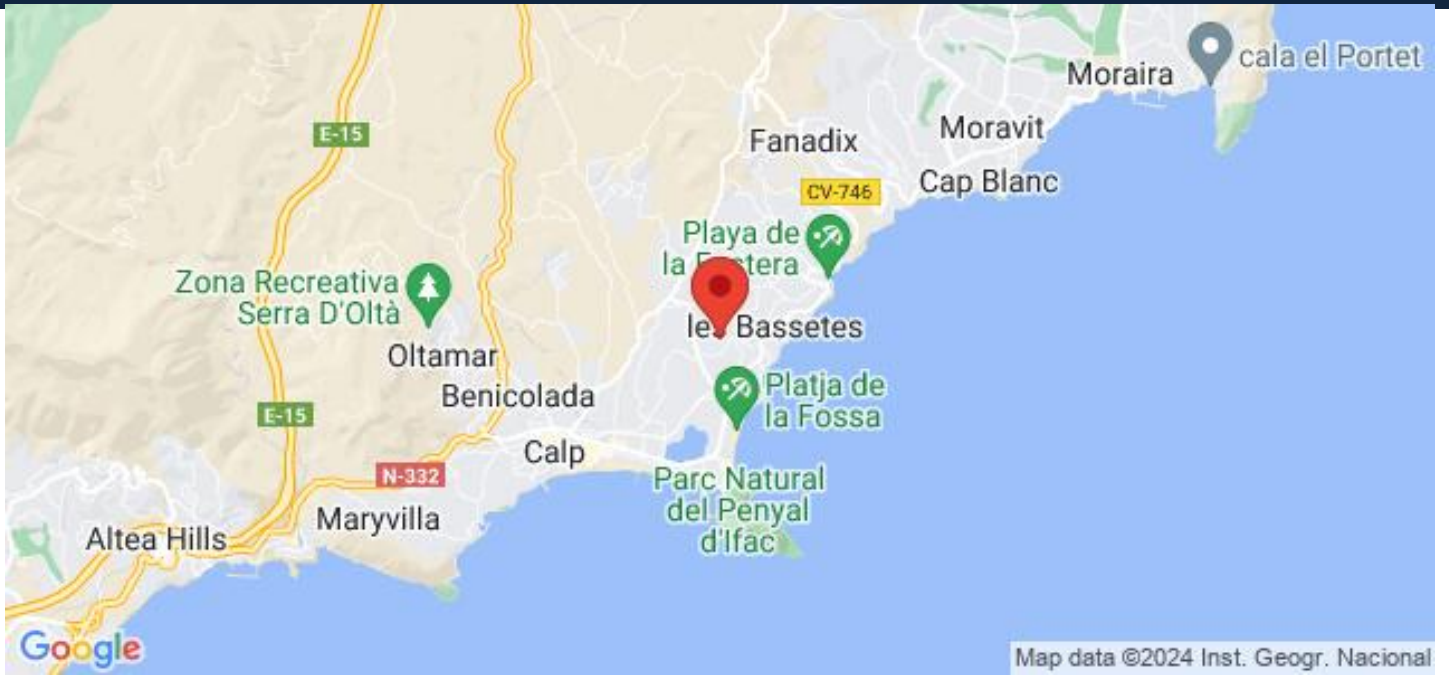 cala el Portet
Moraira
E-15
Fanadix
Moravit
CV-746
Cap Blanc
Playa de
la Fustera
Zona Recreativa
Serra D'Oltà
les Bassetes
Oltamar
Benicolada
Platja de
la Fossa
E-15
Calp
N-332
Parc Natural
del Penyal
d'Ifac
Maryvilla
Altea Hills
Google
Map data ©2024 Inst. Geogr. Nacional